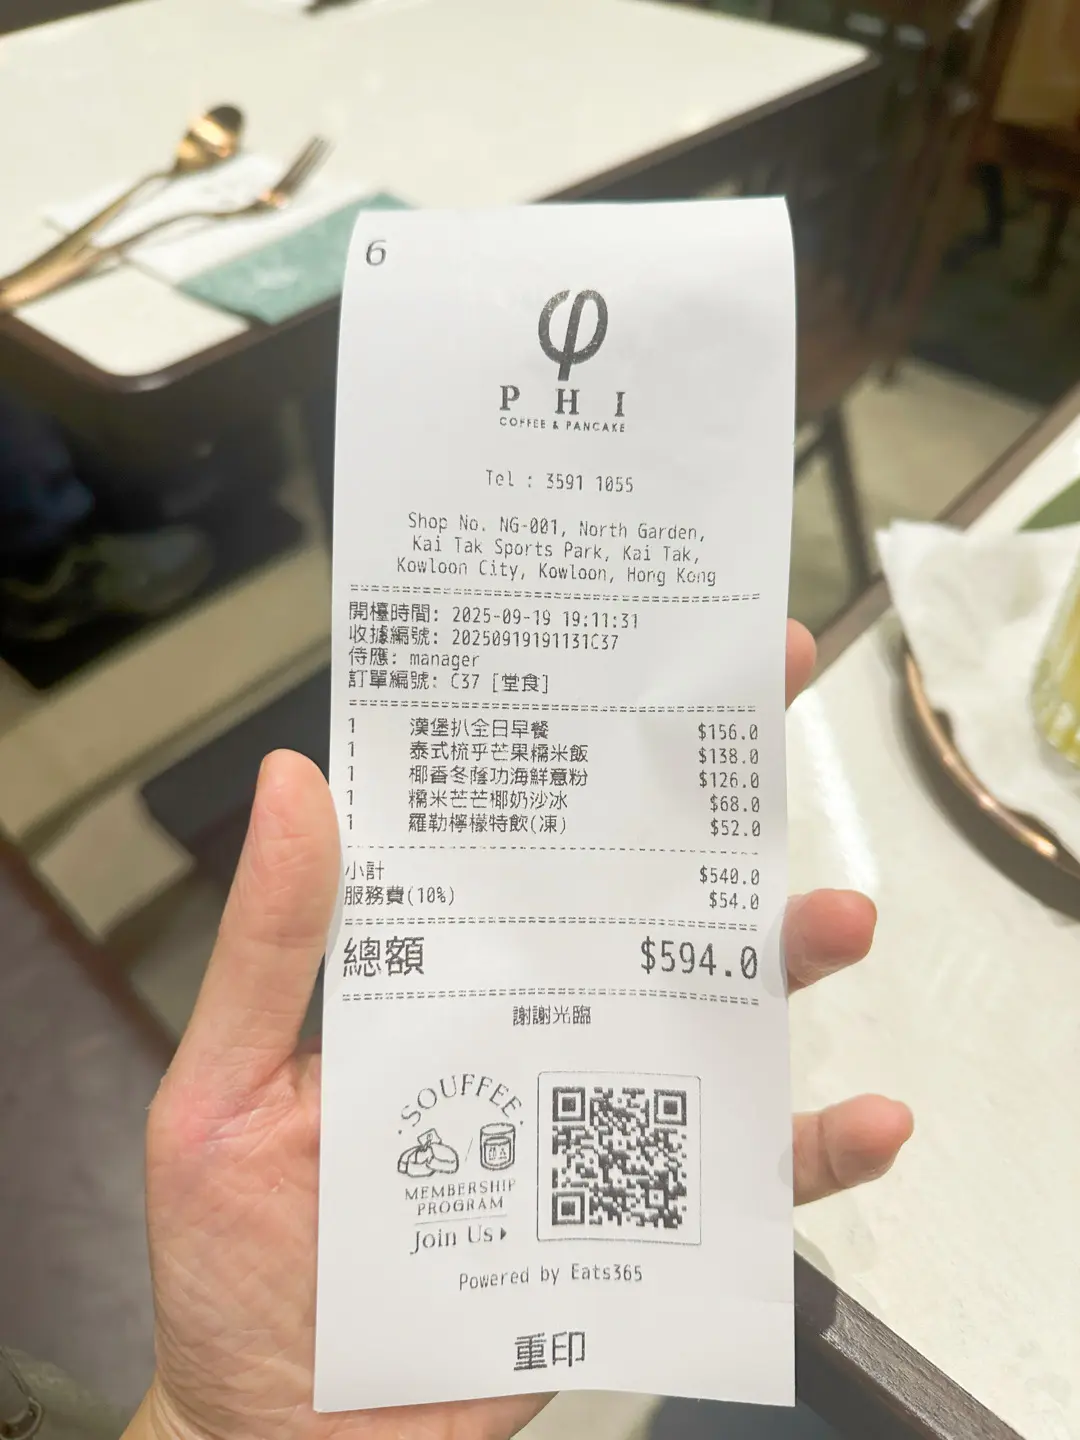 6
φ
PHI
COFFEE & PANCAKE
Tel : 3591 1055
Shop No. NG-001, North Garden,
Kai Tak Sports Park, Kai Tak,
Kowloon City, Kowloon, Hong Kong
開檯時間: 2025-09-19 19:11:31
收據編號: 20250919191131C37
侍應: manager
訂單編號: C37 [堂食]
1 漢堡扒全日早餐 $156.0
1 泰式梳乎芒果糯米飯 $138.0
1 椰香冬蔭功海鮮意粉 $126.0
1 糯米芒芒椰奶沙冰 $68.0
1 羅勒檸檬特飲(凍) $52.0
小計 $540.0
服務費(10%) $54.0
總額 $594.0
謝謝光臨
SOUFFEE
MEMBERSHIP
PROGRAM
Join Us
Powered by Eats365
重印